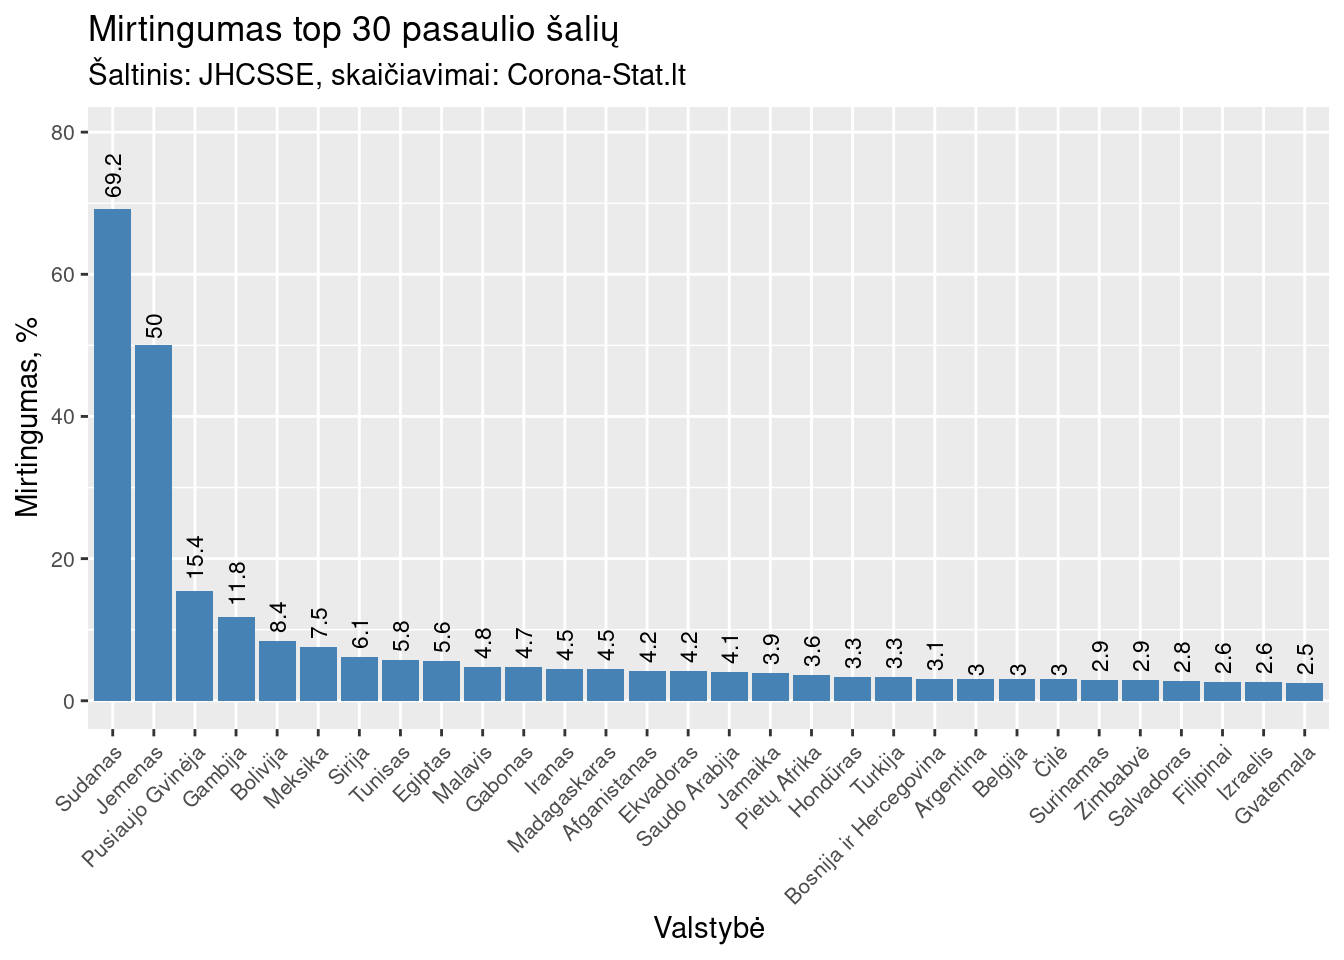 Mirtingumas top 30 pasaulio šalių
Šaltinis: JHCSSE, skaičiavimai: Corona-Stat.lt
Mirtingumas, %
80
60
40
20
0
69.2
50
15.4
11.8
8.4
7.5
6.1
5.8
5.6
4.8
4.7
4.5
4.5
4.2
4.2
4.1
3.9
3.6
3.3
3.3
3.1
3
3
3
2.9
2.9
2.8
2.6
2.6
2.5
Sudanas
Jemenas
Pusiaujo Gvinėja
Gambija
Bolivija
Meksika
Sirija
Tunisas
Egiptas
Malavis
Gabonas
Iranas
Madagaskaras
Afganistanas
Ekvadoras
Saudo Arabija
Jamaika
Pietų Afrika
Hondūras
Turkija
Bosnija ir Hercegovina
Argentina
Belgija
Čilė
Surinamas
Zimbabvė
Salvadoras
Filipinai
Izraelis
Gvatemala
Valstybė